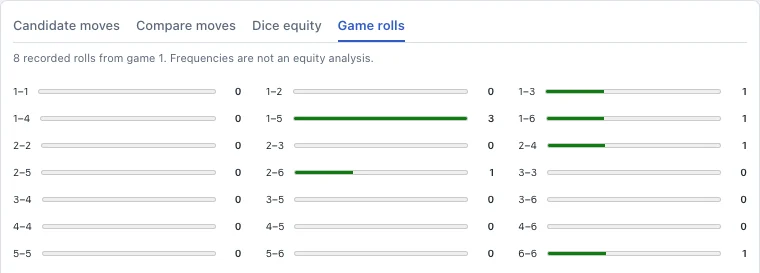 Candidate moves Compare moves Dice equity Game rolls
8 recorded rolls from game 1. Frequencies are not an equity analysis.
1–1 0 1–2 0 1–3 1
1–4 0 1–5 3 1–6 1
2–2 0 2–3 0 2–4 1
2–5 0 2–6 1 3–3 0
3–4 0 3–5 0 3–6 0
4–4 0 4–5 0 4–6 0
5–5 0 5–6 0 6–6 1